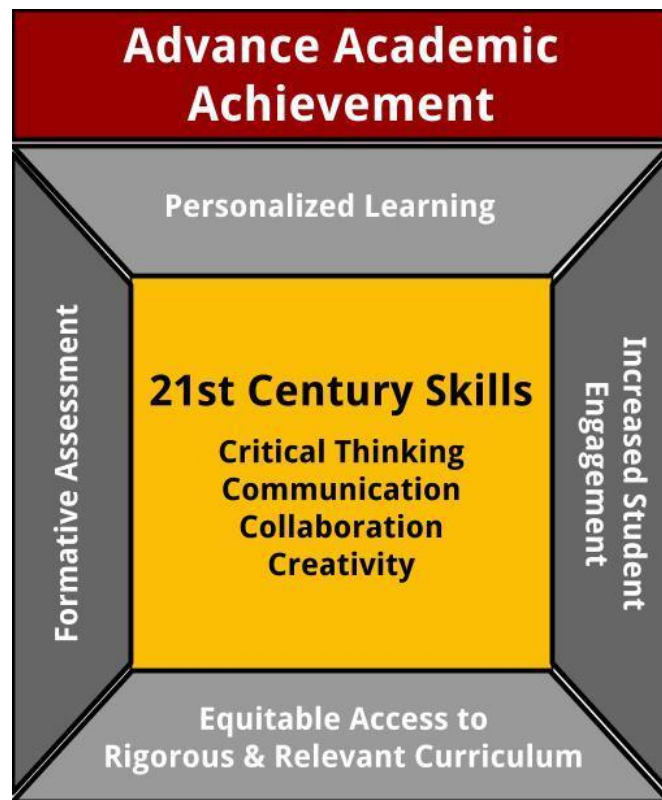 Advance Academic
Achievement
Personalized Learning
Formative Assessment
21st Century Skills
Critical Thinking
Communication
Collaboration
Creativity
Increased Student
Engagement
Equitable Access to
Rigorous & Relevant Curriculum